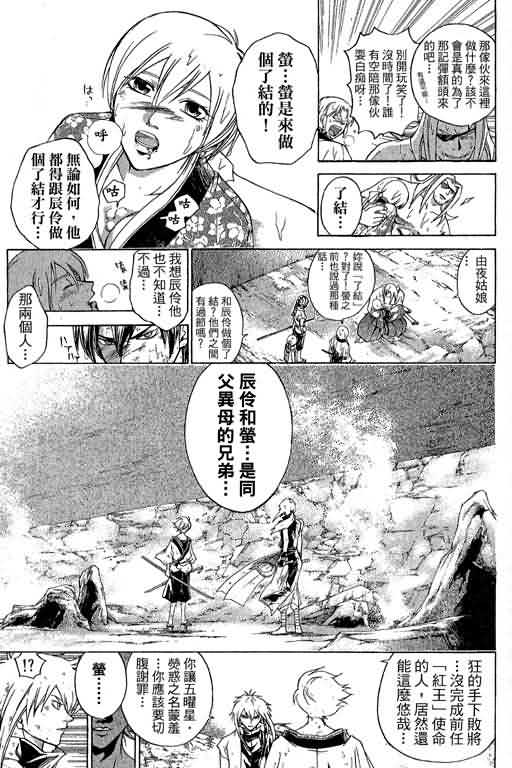 那傢伙來這裡
做什麼？該不
會是真的為了
那記彈額頭來
的吧…
別開玩笑了！
沒時間了！誰
有空陪那傢伙
耍白痴呀…
螢…螢是來做
個了結的！
は。
呼
咕
咕
無論如何，他
都得跟辰伶做
個了結才行…
了結…
由夜姑娘
妳說「了結」
？對了！螢之
前也說過那種
話…
和辰伶做個了
結？他們之間
有過節嗎？
我想辰伶他
也不知道…
不過…
那兩個人…
辰伶和螢…是同
父異母的兄弟…
狂的手下敗將
…沒完成前任
「紅王」使命
的人，居然還
能這麼悠哉…
你讓五曜星…
熒惑之名蒙羞
…你應該要切
腹謝罪…
螢…
!?